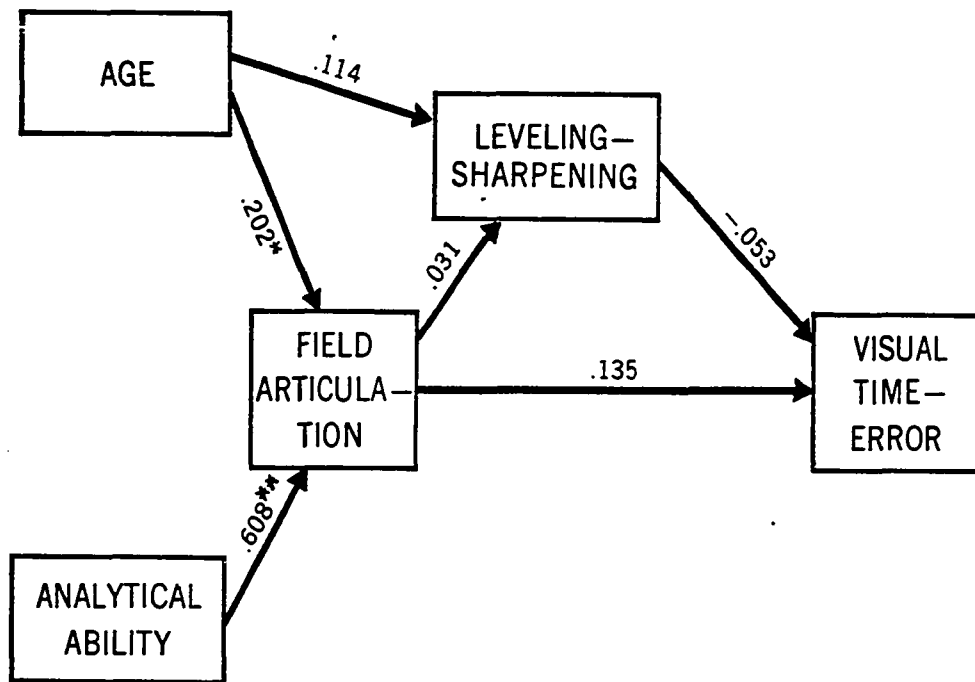 AGE
.114
LEVELING—
SHARPENING
.202*
.031
—.053
FIELD
ARTICULA—
TION
.135
VISUAL
TIME—
ERROR
.608**
ANALYTICAL
ABILITY